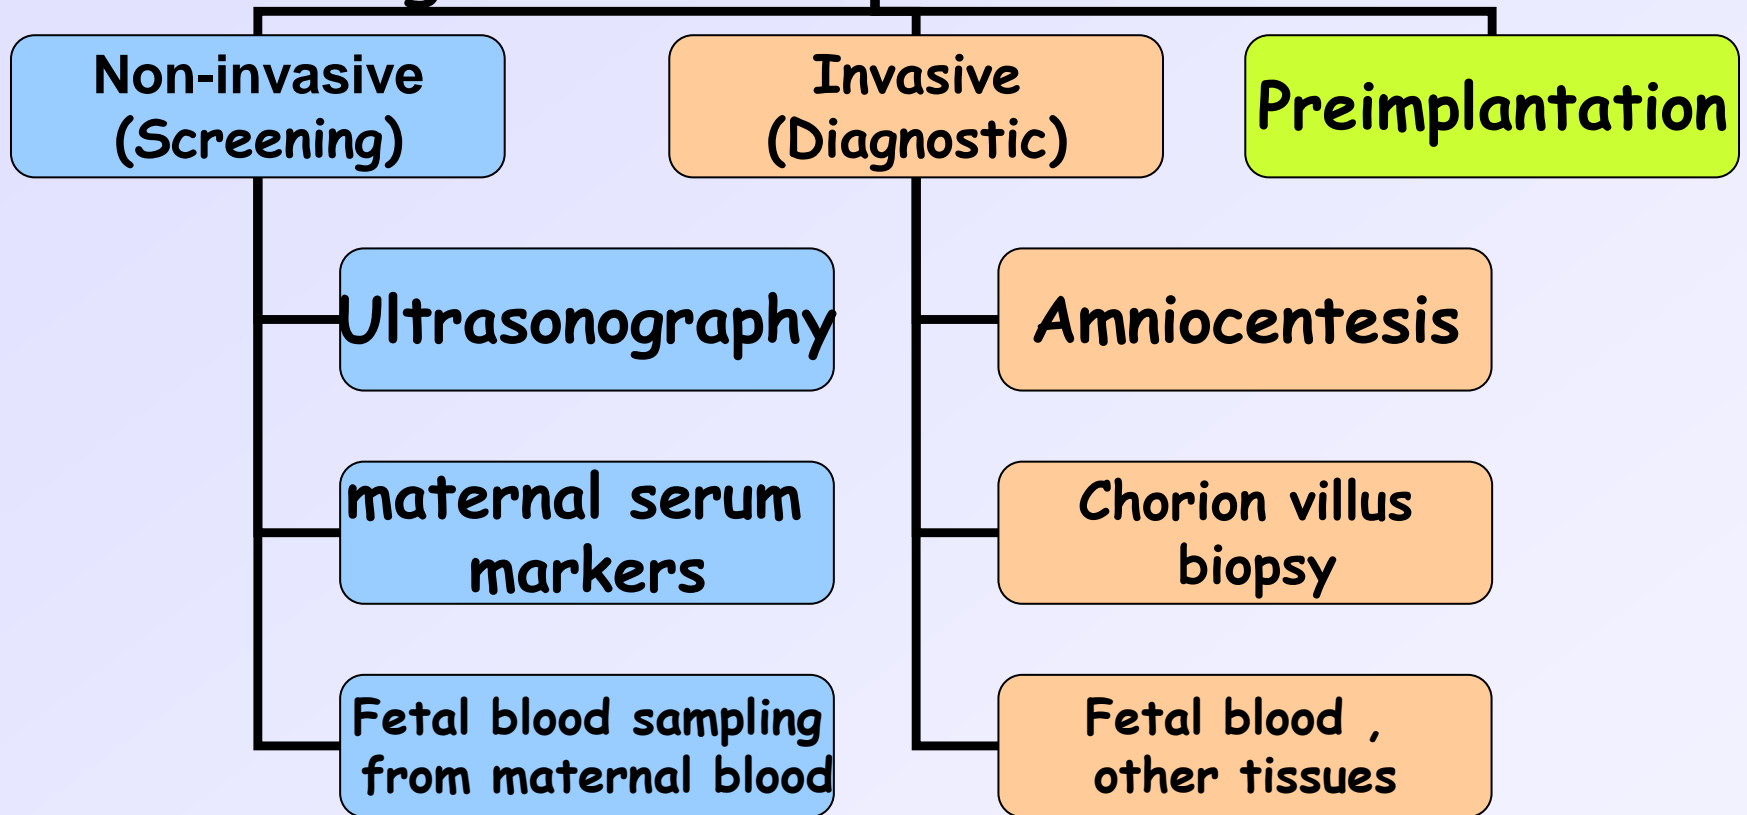 Non-invasive
(Screening)
Invasive
(Diagnostic)
Preimplantation
Ultrasonography
Amniocentesis
maternal serum
markers
Chorion villus
biopsy
Fetal blood sampling
from maternal blood
Fetal blood ,
other tissues